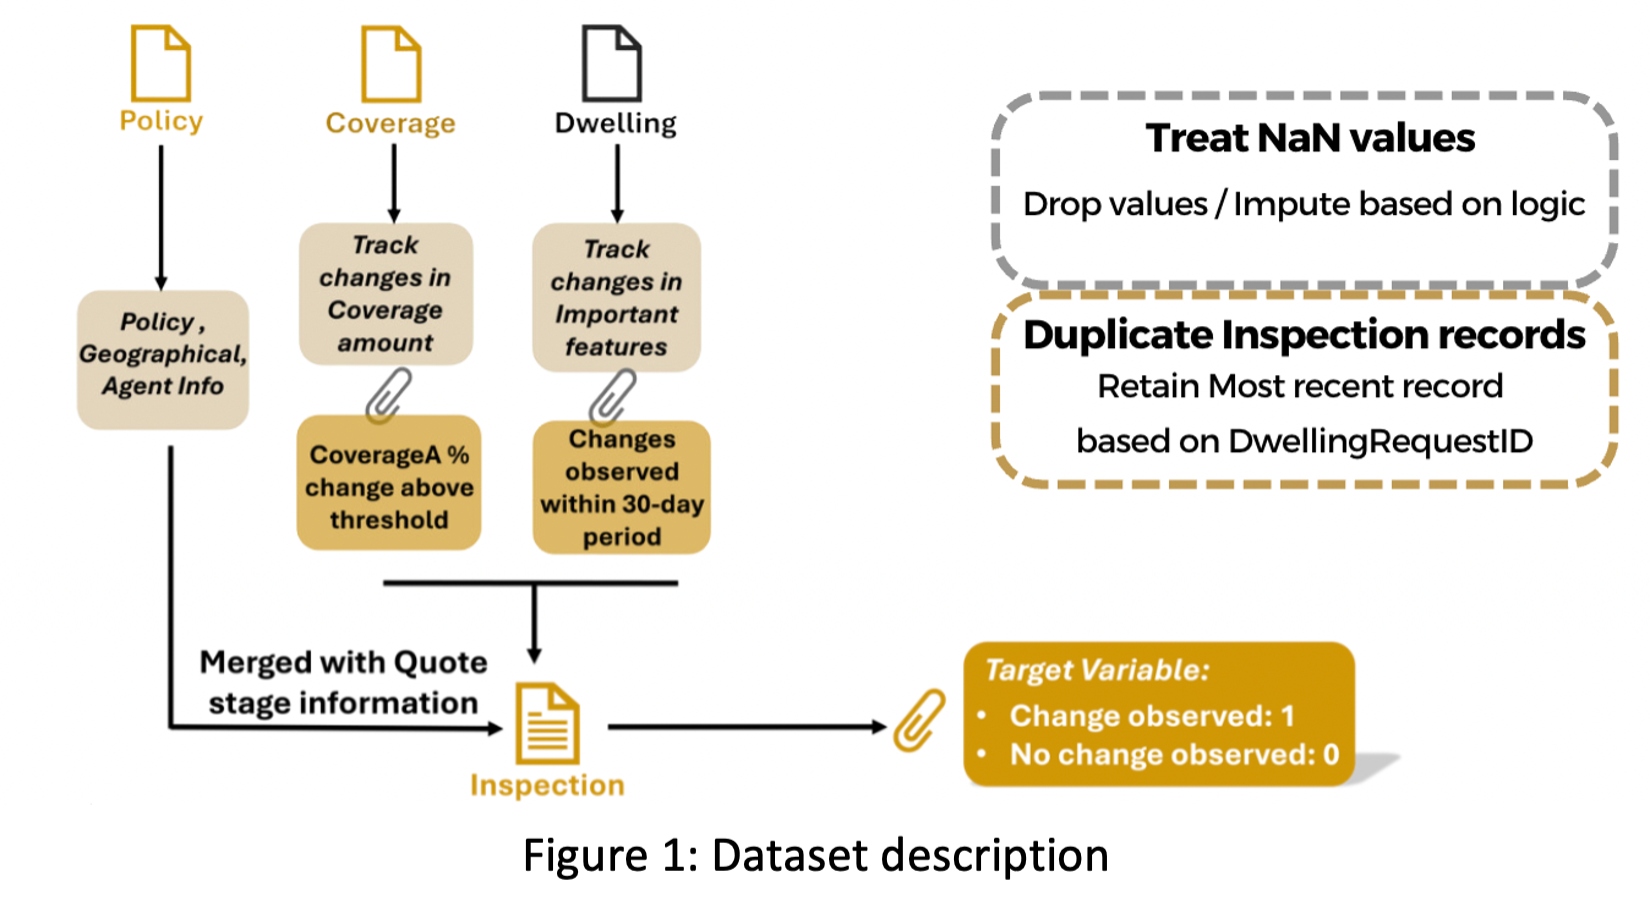 Policy
Coverage
Dwelling
Policy ,
Geographical,
Agent Info
Track
changes in
Coverage
amount
Track
changes in
Important
features
CoverageA %
change above
threshold
Changes
observed
within 30-day
period
Merged with Quote
stage information
Inspection
Target Variable:
• Change observed: 1
• No change observed: 0
Treat NaN values
Drop values / Impute based on logic
Duplicate Inspection records
Retain Most recent record
based on DwellingRequestID
Figure 1: Dataset description